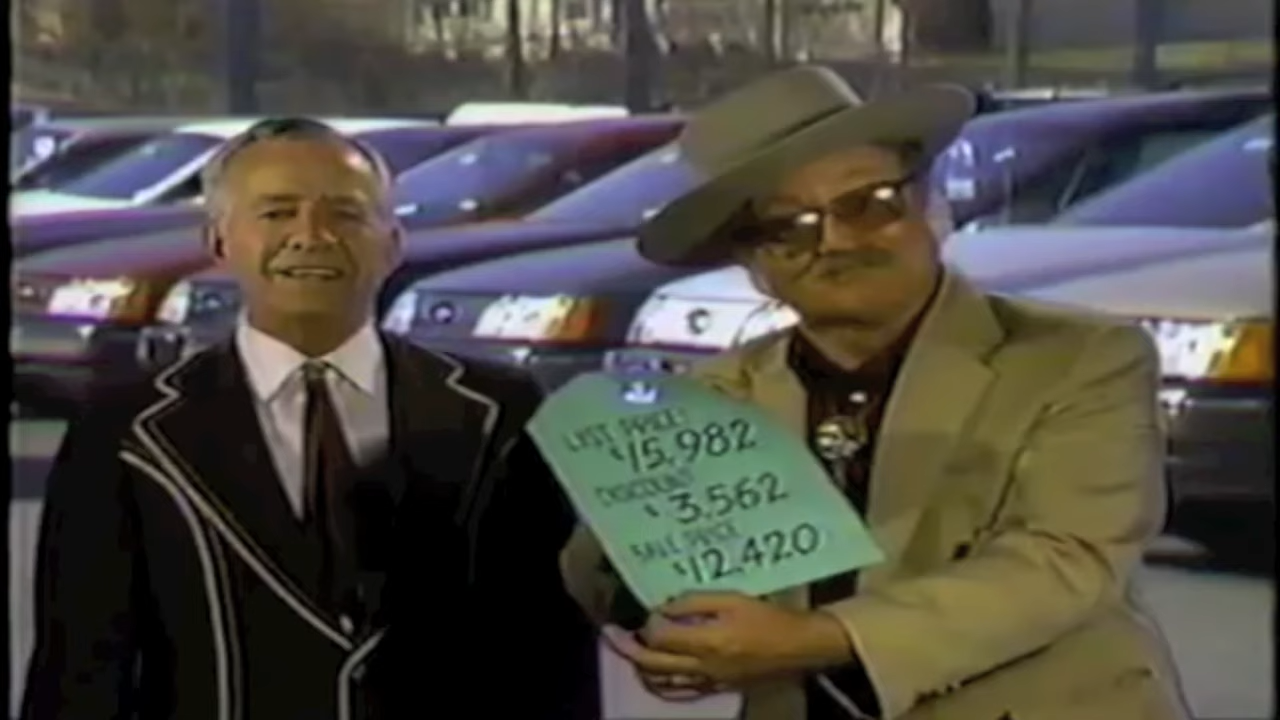 LIST PRICE:
$15,982
DISCOUNT
$3,562
SALE PRICE
$12,420